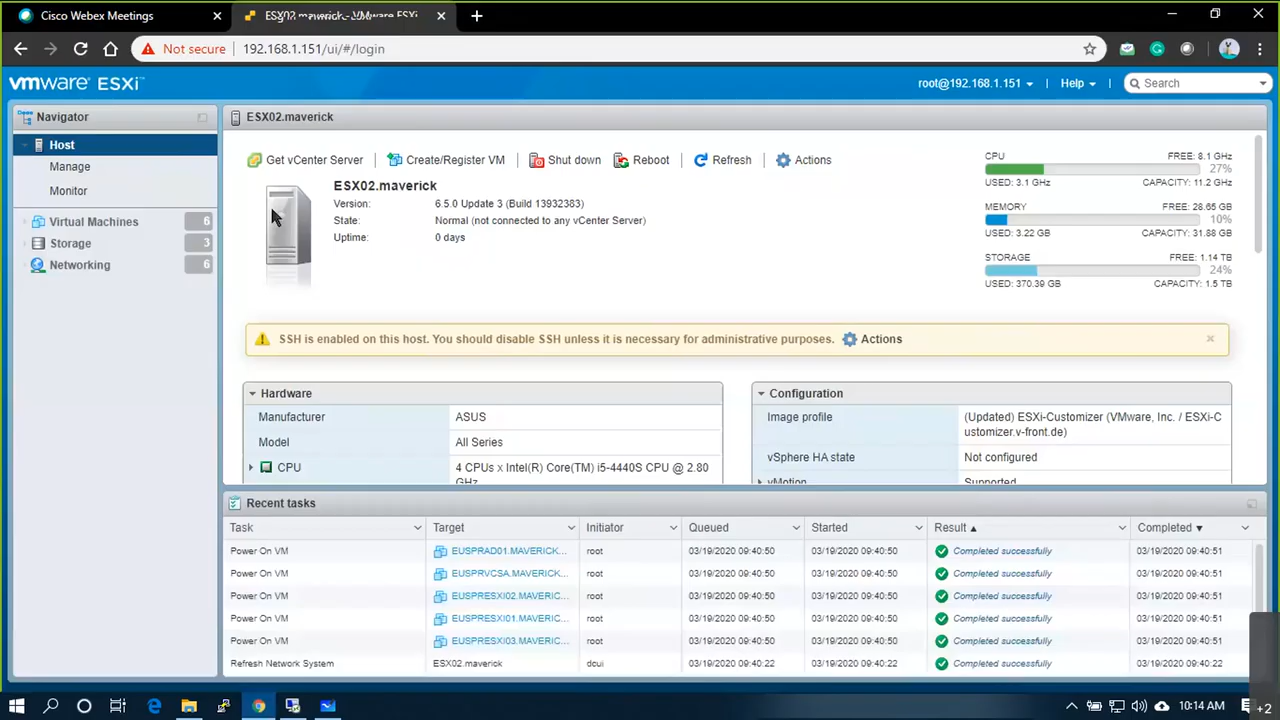 Cisco Webex Meetings
ESX02.maverick - VMware ESXi
Not secure
192.168.1.151/ui/#/login
vmware ESXi
root@192.168.1.151
Help
Search
Navigator
Host
Manage
Monitor
Virtual Machines
6
Storage
3
Networking
6
ESX02.maverick
Get vCenter Server
Create/Register VM
Shut down
Reboot
Refresh
Actions
ESX02.maverick
Version: 6.5.0 Update 3 (Build 13932383)
State: Normal (not connected to any vCenter Server)
Uptime: 0 days
CPU FREE: 8.1 GHz
27%
USED: 3.1 GHz CAPACITY: 11.2 GHz
MEMORY FREE: 28.65 GB
10%
USED: 3.22 GB CAPACITY: 31.88 GB
STORAGE FREE: 1.14 TB
24%
USED: 370.39 GB CAPACITY: 1.5 TB
SSH is enabled on this host. You should disable SSH unless it is necessary for administrative purposes. Actions
Hardware
Manufacturer ASUS
Model All Series
CPU 4 CPUs x Intel(R) Core(TM) i5-4440S CPU @ 2.80
GHz
Configuration
Image profile (Updated) ESXi-Customizer (VMware, Inc. / ESXi-C
ustomizer.v-front.de)
vSphere HA state Not configured
vMotion Supported
Recent tasks
Task Target Initiator Queued Started Result Completed
Power On VM EUSPRAD01.MAVERICK... root 03/19/2020 09:40:50 03/19/2020 09:40:50 Completed successfully 03/19/2020 09:40:51
Power On VM EUSPRVCSA.MAVERICK... root 03/19/2020 09:40:50 03/19/2020 09:40:50 Completed successfully 03/19/2020 09:40:51
Power On VM EUSPRESXI02.MAVERIC... root 03/19/2020 09:40:50 03/19/2020 09:40:50 Completed successfully 03/19/2020 09:40:51
Power On VM EUSPRESXI01.MAVERIC... root 03/19/2020 09:40:50 03/19/2020 09:40:50 Completed successfully 03/19/2020 09:40:51
Power On VM EUSPRESXI03.MAVERIC... root 03/19/2020 09:40:50 03/19/2020 09:40:50 Completed successfully 03/19/2020 09:40:51
Refresh Network System ESX02.maverick dcui 03/19/2020 09:40:22 03/19/2020 09:40:22 Completed successfully 03/19/2020 09:40:22
10:14 AM
+2